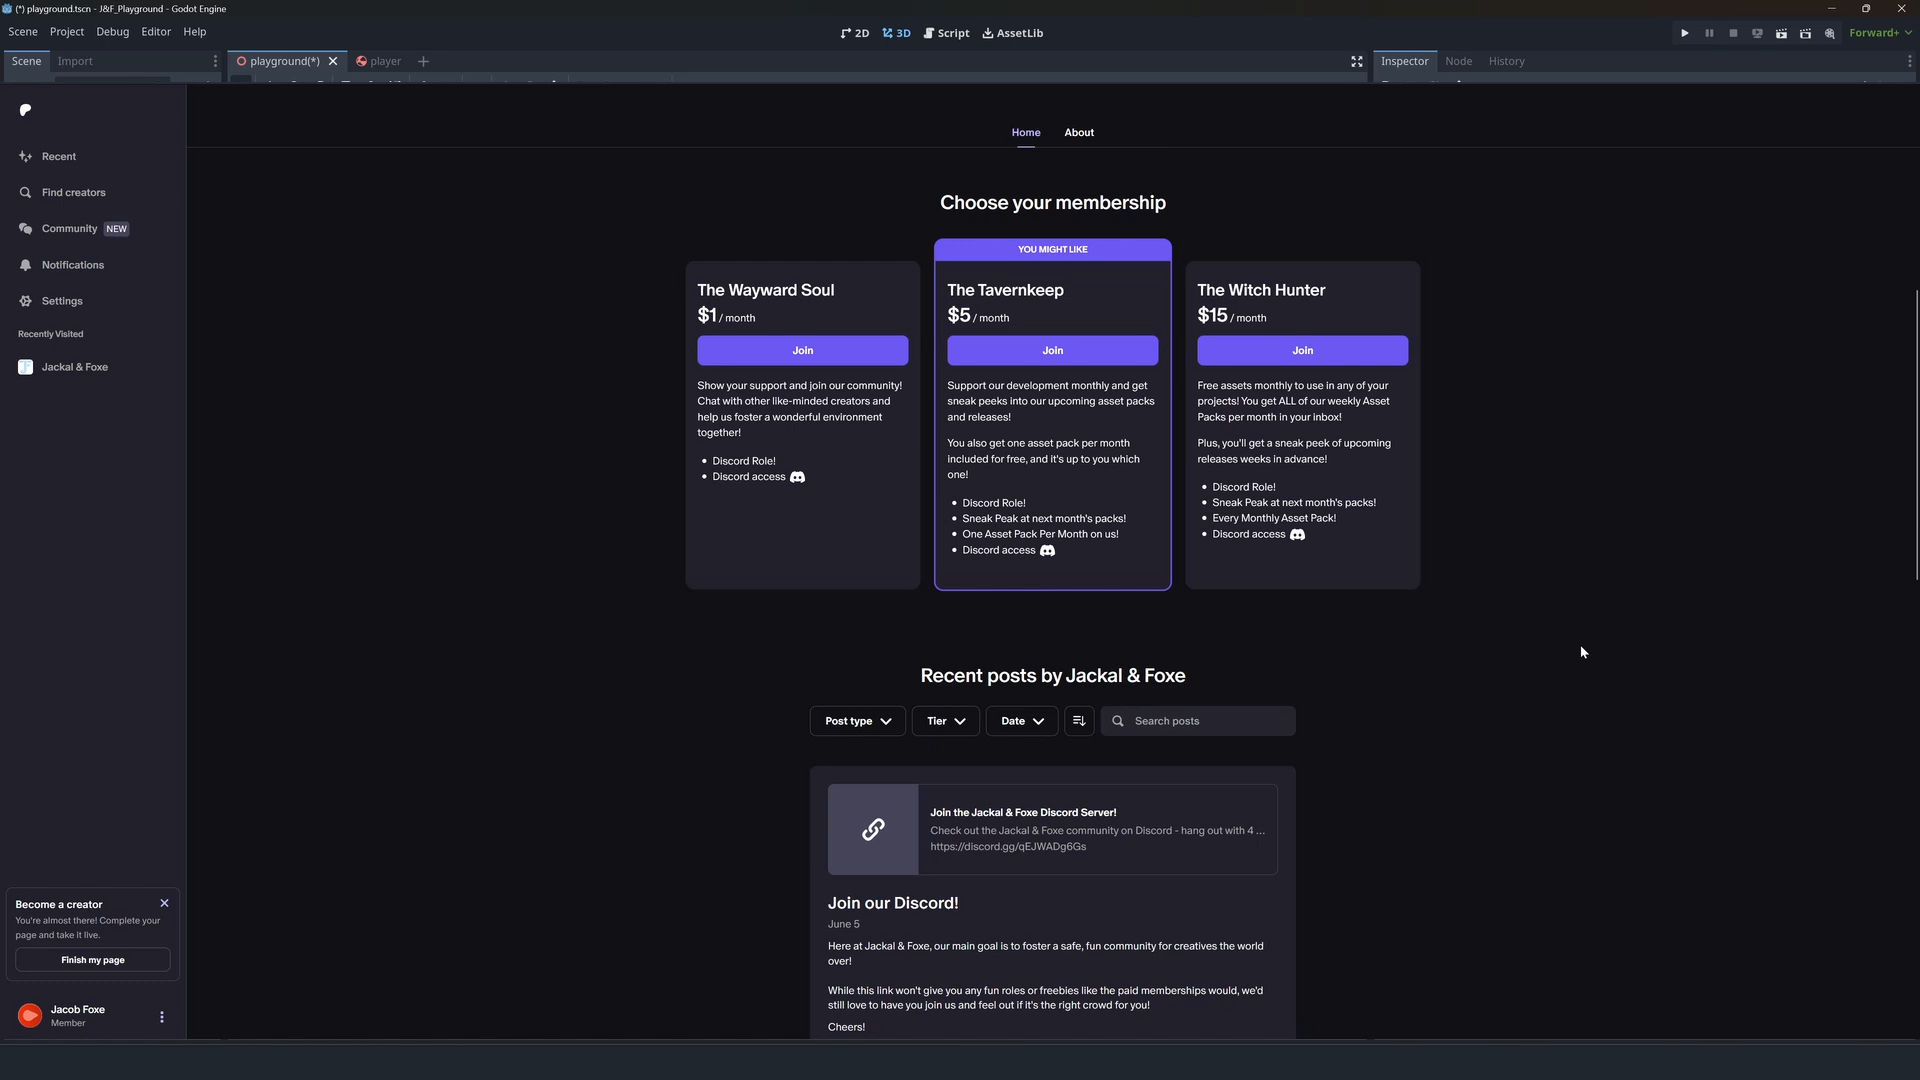 (*) playground.tscn - J&F_Playground - Godot Engine
Scene Project Debug Editor Help
2D 3D Script AssetLib
Forward+
Scene Import
playground(*) player
Inspector Node History
Home About
Recent
Find creators
Community NEW
Notifications
Settings
Recently Visited
Jackal & Foxe
Choose your membership
The Wayward Soul
$1 / month
Join
Show your support and join our community!
Chat with other like-minded creators and
help us foster a wonderful environment
together!
• Discord Role!
• Discord access
YOU MIGHT LIKE
The Tavernkeep
$5 / month
Join
Support our development monthly and get
sneak peeks into our upcoming asset packs
and releases!
You also get one asset pack per month
included for free, and it's up to you which
one!
• Discord Role!
• Sneak Peak at next month's packs!
• One Asset Pack Per Month on us!
• Discord access
The Witch Hunter
$15 / month
Join
Free assets monthly to use in any of your
projects! You get ALL of our weekly Asset
Packs per month in your inbox!
Plus, you'll get a sneak peek of upcoming
releases weeks in advance!
• Discord Role!
• Sneak Peak at next month's packs!
• Every Monthly Asset Pack!
• Discord access
Recent posts by Jackal & Foxe
Post type Tier Date Search posts
Join the Jackal & Foxe Discord Server!
Check out the Jackal & Foxe community on Discord - hang out with 4 ...
https://discord.gg/qEJWADg6Gs
Join our Discord!
June 5
Here at Jackal & Foxe, our main goal is to foster a safe, fun community for creatives the world
over!
While this link won't give you any fun roles or freebies like the paid memberships would, we'd
still love to have you join us and feel out if it's the right crowd for you!
Cheers!
Become a creator
You're almost there! Complete your
page and take it live.
Finish my page
Jacob Foxe
Member